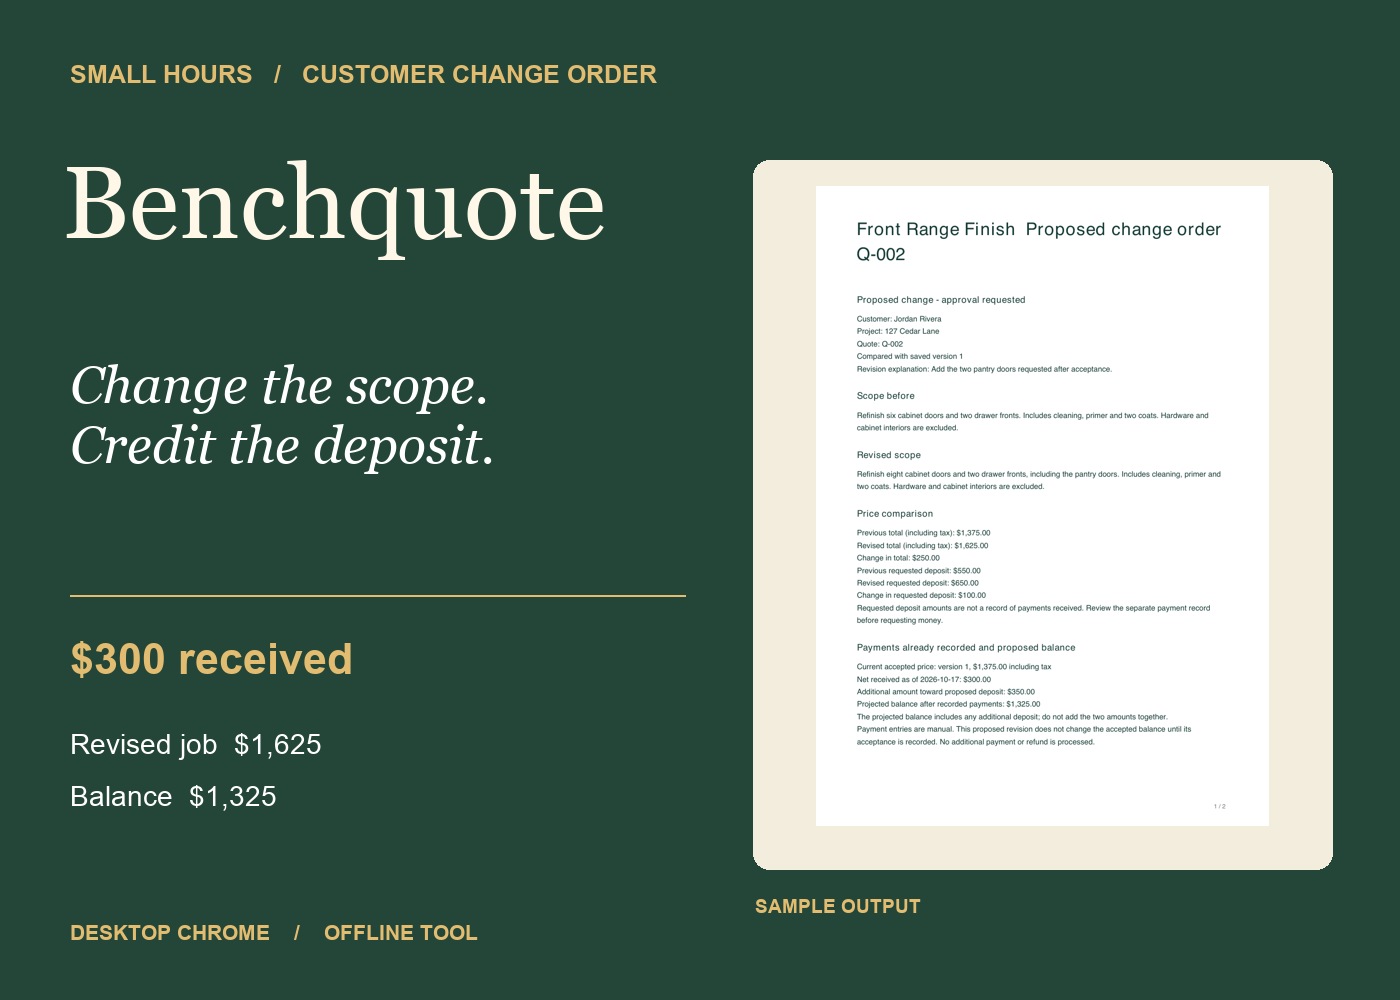 SMALL HOURS / CUSTOMER CHANGE ORDER
Benchquote
Change the scope.
Credit the deposit.
$300 received
Revised job $1,625
Balance $1,325
DESKTOP CHROME / OFFLINE TOOL
Front Range Finish Proposed change order
Q-002
Proposed change - approval requested
Customer: Jordan Rivera
Project: 127 Cedar Lane
Quote: Q-002
Compared with saved version 1
Revision explanation: Add the two pantry doors requested after acceptance.
Scope before
Refinish six cabinet doors and two drawer fronts. Includes cleaning, primer and two coats. Hardware and
cabinet interiors are excluded.
Revised scope
Refinish eight cabinet doors and two drawer fronts, including the pantry doors. Includes cleaning, primer and
two coats. Hardware and cabinet interiors are excluded.
Price comparison
Previous total (including tax): $1,375.00
Revised total (including tax): $1,625.00
Change in total: $250.00
Previous requested deposit: $550.00
Revised requested deposit: $650.00
Change in requested deposit: $100.00
Requested deposit amounts are not a record of payments received. Review the separate payment record
before requesting money.
Payments already recorded and proposed balance
Current accepted price: version 1, $1,375.00 including tax
Net received as of 2026-10-17: $300.00
Additional amount toward proposed deposit: $350.00
Projected balance after recorded payments: $1,325.00
The projected balance includes any additional deposit; do not add the two amounts together.
Payment entries are manual. This proposed revision does not change the accepted balance until its
acceptance is recorded. No additional payment or refund is processed.
1 / 2
SAMPLE OUTPUT